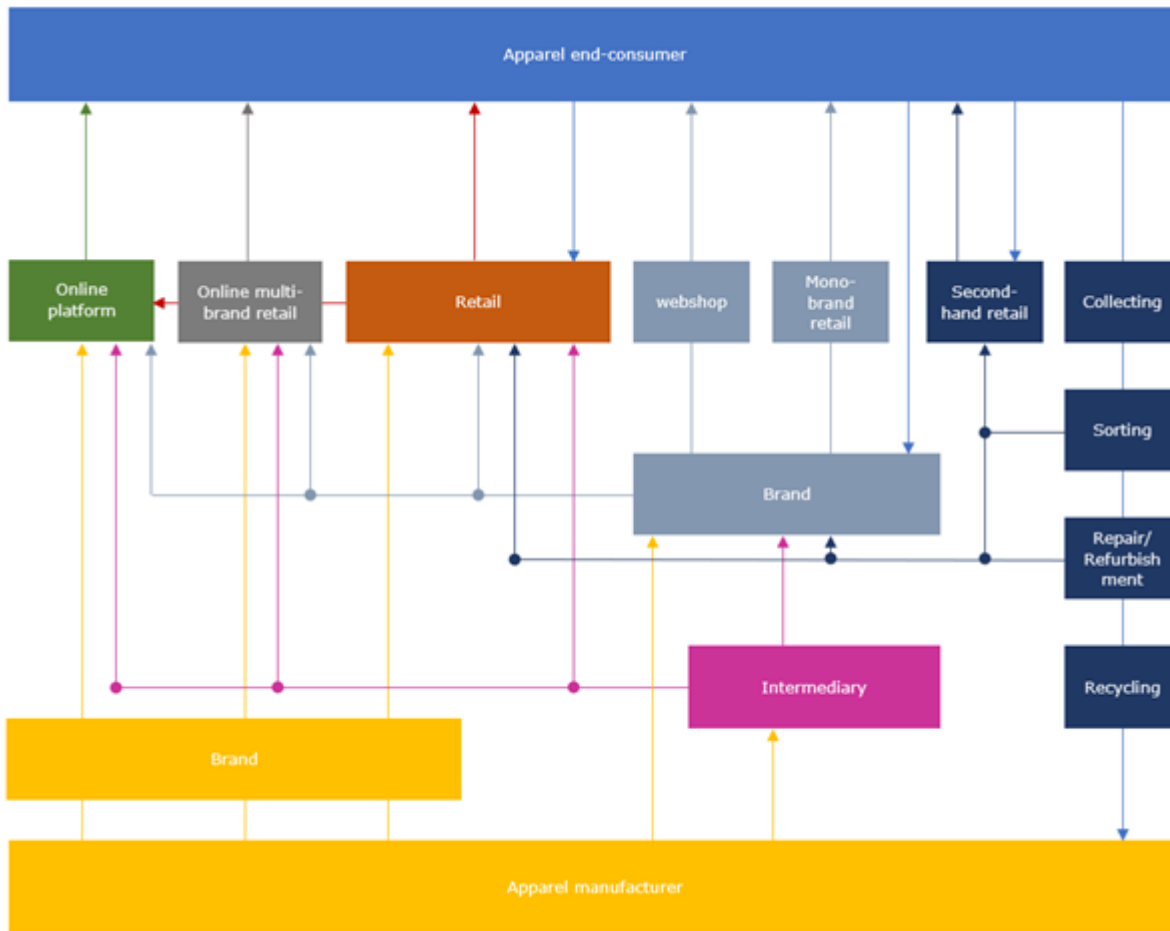 Apparel end-consumer
Online
platform
Online multi-
brand retail
Retail
webshop
Mono-
brand
retail
Second-
hand retail
Collecting
Sorting
Brand
Repair/
Refurbish
ment
Intermediary
Recycling
Brand
Apparel manufacturer